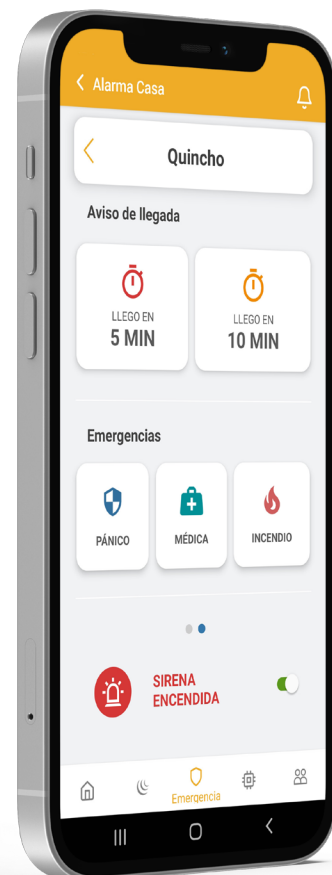 Alarma Casa
Quincho
Aviso de llegada
LLEGO EN
5 MIN
LLEGO EN
10 MIN
Emergencias
PÁNICO
MÉDICA
INCENDIO
SIRENA
ENCENDIDA
Emergencia